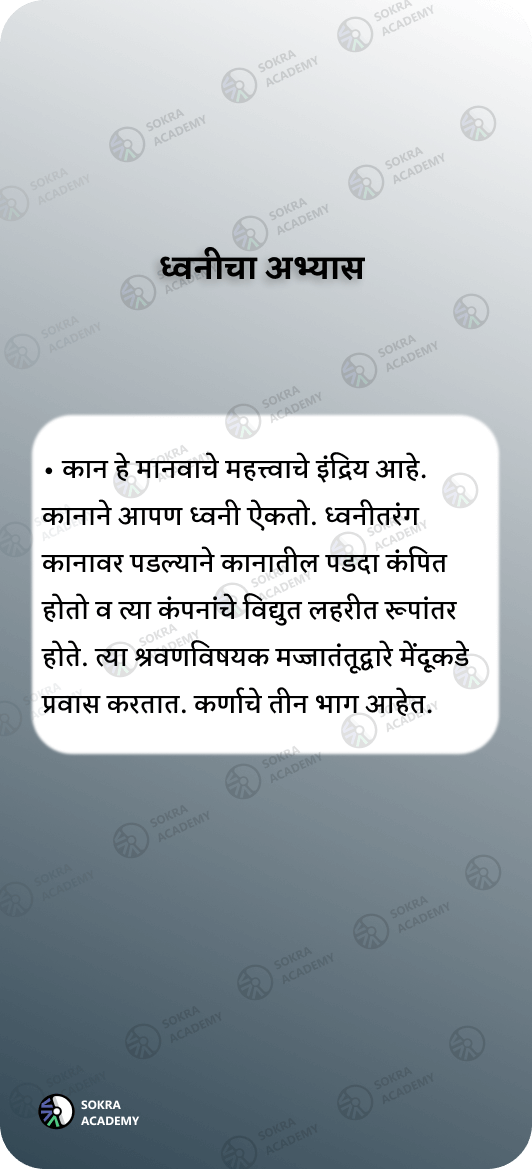 ध्वनीचा अभ्यास
• कान हे मानवाचे महत्त्वाचे इंद्रिय आहे.
कानाने आपण ध्वनी ऐकतो. ध्वनीतरंग
कानावर पडल्याने कानातील पडदा कंपित
होतो व त्या कंपनांचे विद्युत लहरीत रूपांतर
होते. त्या श्रवणविषयक मज्जातंतूद्वारे मेंदूकडे
प्रवास करतात. कर्णाचे तीन भाग आहेत.
SOKRA
ACADEMY